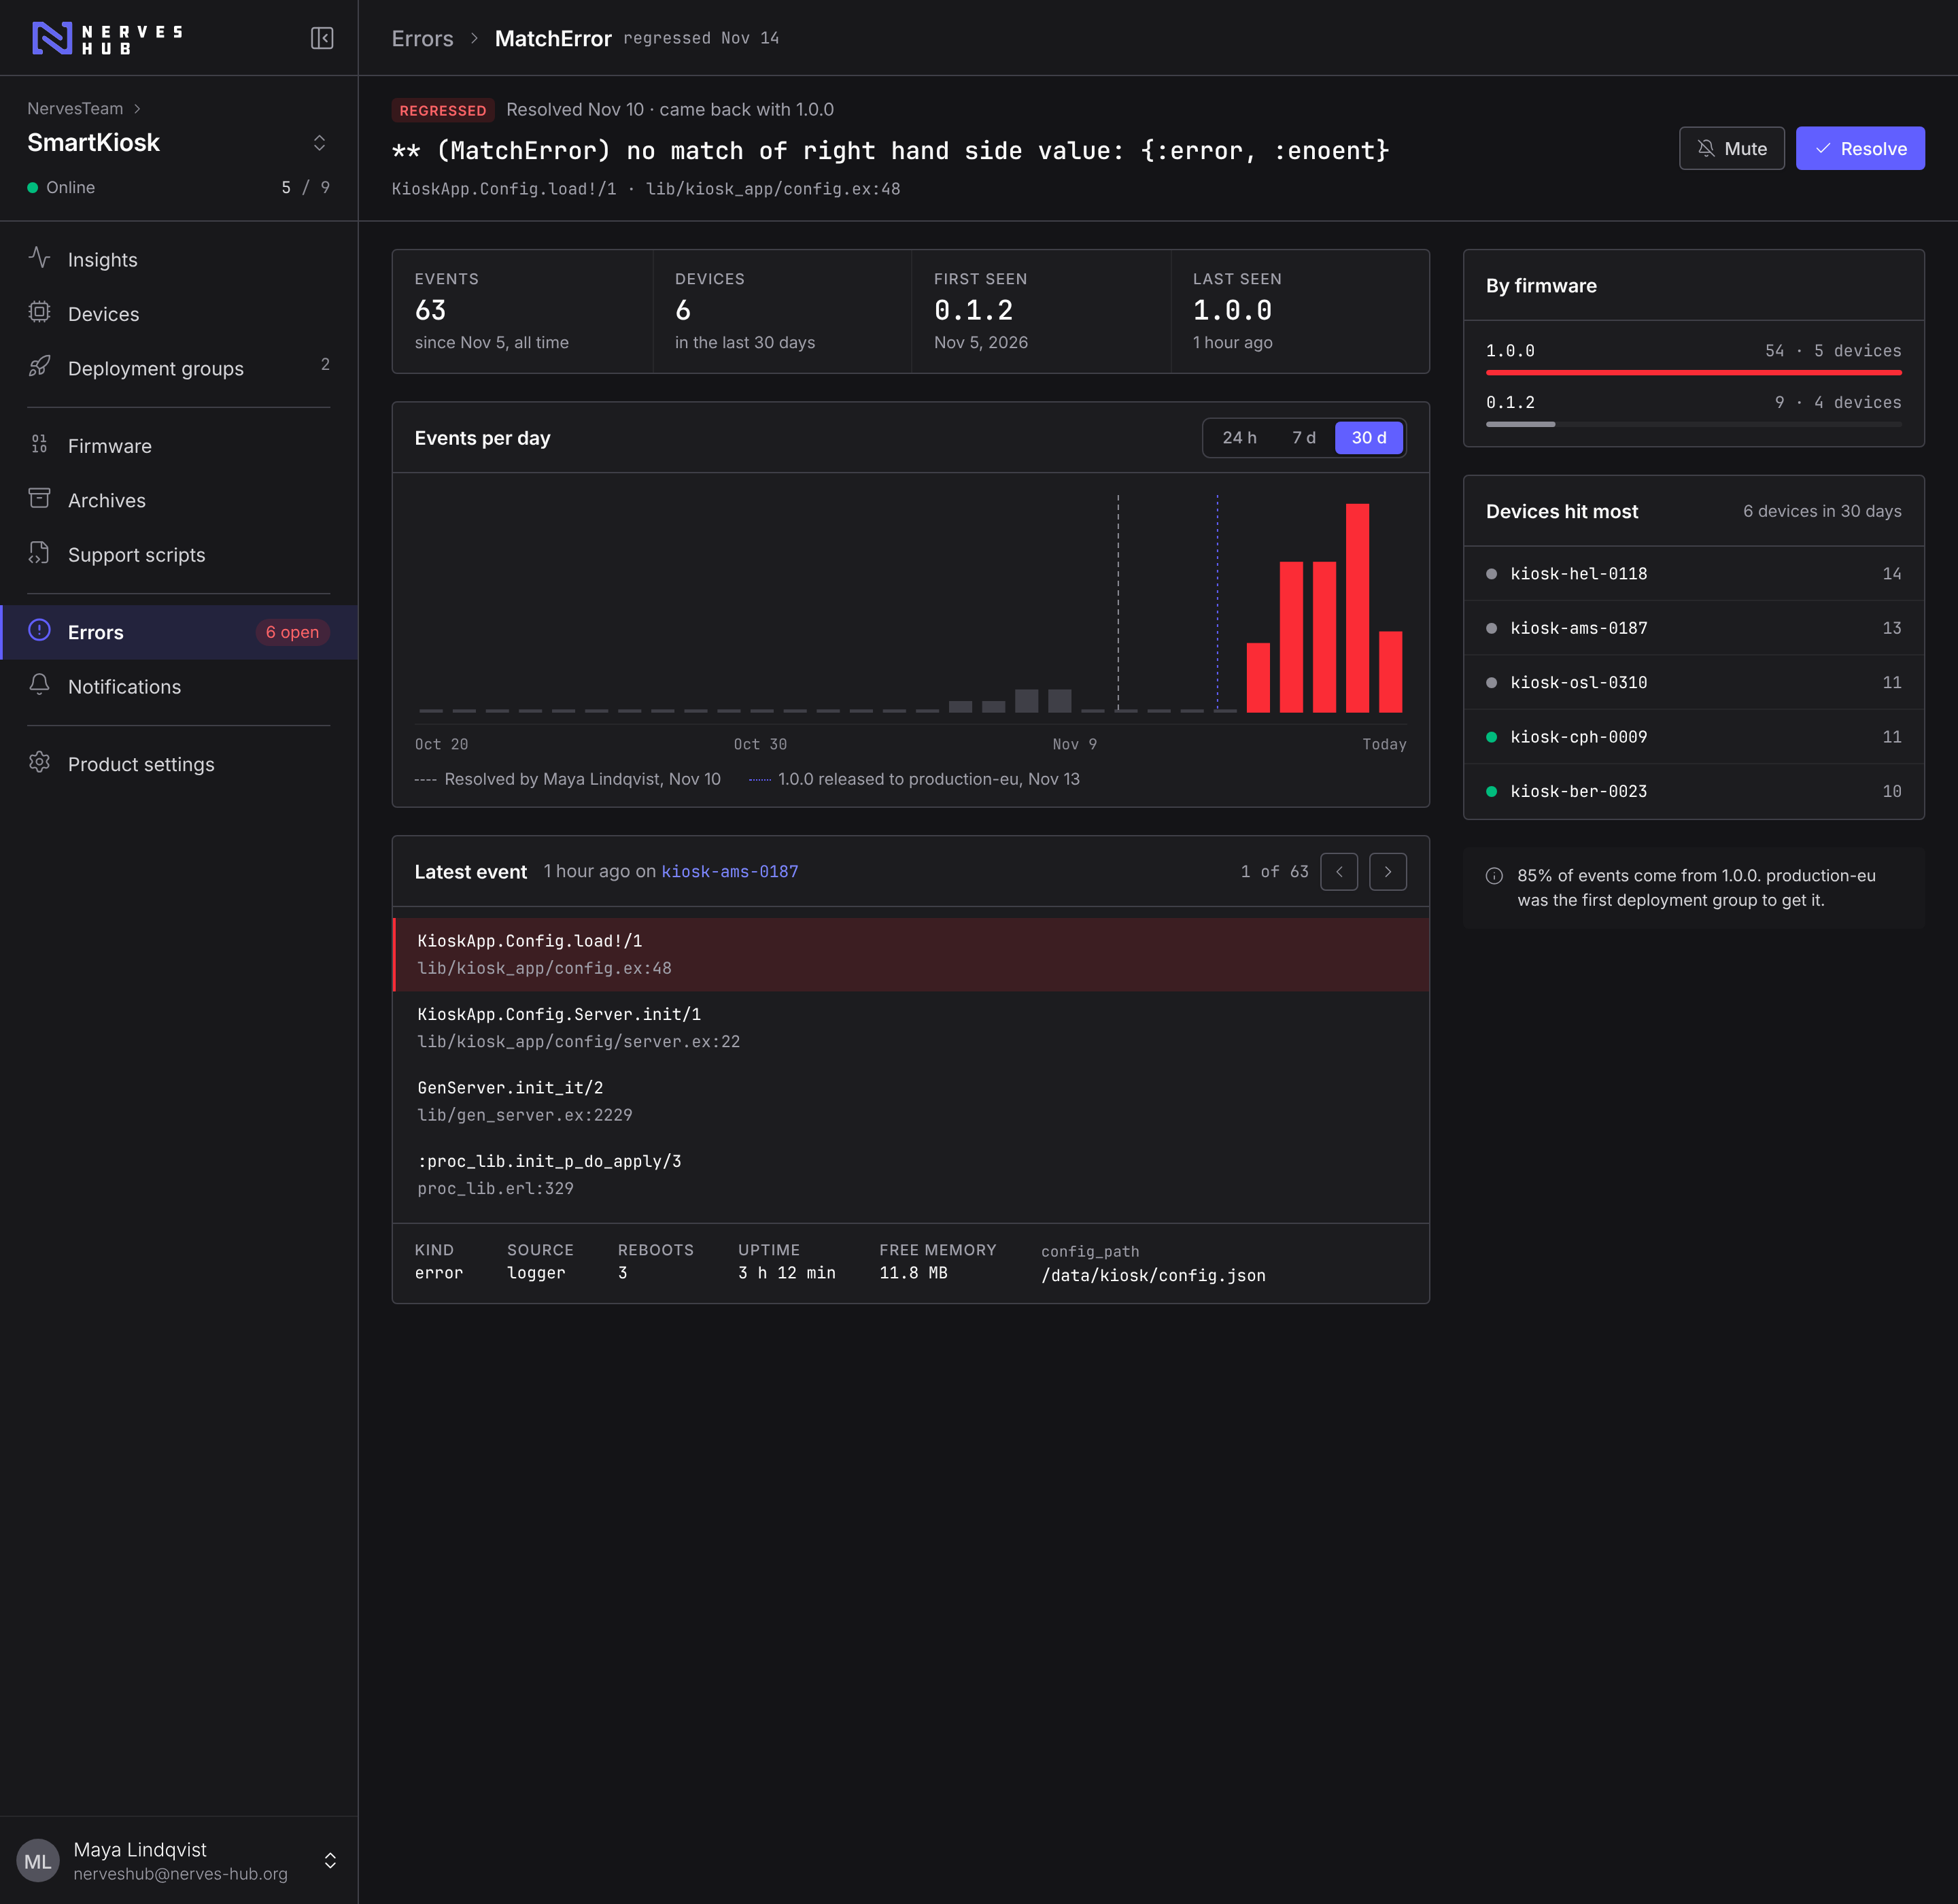 NERVES
HUB
NervesTeam
SmartKiosk
Online
5 / 9
Insights
Devices
Deployment groups
2
Firmware
Archives
Support scripts
Errors
6 open
Notifications
Product settings
Maya Lindqvist
nerveshub@nerves-hub.org
ML
Errors
MatchError
regressed Nov 14
REGRESSED
Resolved Nov 10 · came back with 1.0.0
** (MatchError) no match of right hand side value: {:error, :enoent}
KioskApp.Config.load!/1 · lib/kiosk_app/config.ex:48
Mute
Resolve
EVENTS
63
since Nov 5, all time
DEVICES
6
in the last 30 days
FIRST SEEN
0.1.2
Nov 5, 2026
LAST SEEN
1.0.0
1 hour ago
Events per day
24 h
7 d
30 d
Oct 20
Oct 30
Nov 9
Today
Resolved by Maya Lindqvist, Nov 10
1.0.0 released to production-eu, Nov 13
Latest event
1 hour ago on kiosk-ams-0187
1 of 63
KioskApp.Config.load!/1
lib/kiosk_app/config.ex:48
KioskApp.Config.Server.init/1
lib/kiosk_app/config/server.ex:22
GenServer.init_it/2
lib/gen_server.ex:2229
:proc_lib.init_p_do_apply/3
proc_lib.erl:329
KIND
error
SOURCE
logger
REBOOTS
3
UPTIME
3 h 12 min
FREE MEMORY
11.8 MB
config_path
/data/kiosk/config.json
By firmware
1.0.0
54 · 5 devices
0.1.2
9 · 4 devices
Devices hit most
6 devices in 30 days
kiosk-hel-0118
14
kiosk-ams-0187
13
kiosk-osl-0310
11
kiosk-cph-0009
11
kiosk-ber-0023
10
85% of events come from 1.0.0. production-eu
was the first deployment group to get it.